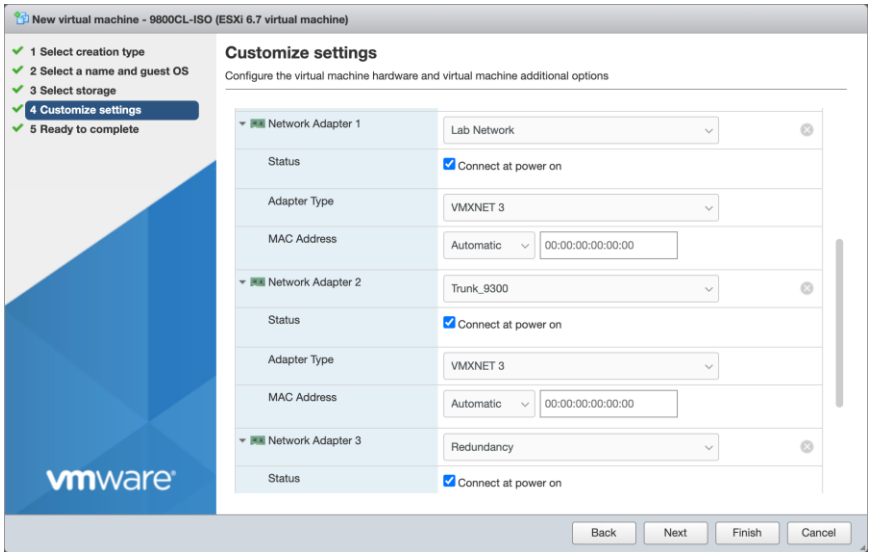 New virtual machine - 9800CL-ISO (ESXi 6.7 virtual machine)
1 Select creation type
2 Select a name and guest OS
3 Select storage
4 Customize settings
5 Ready to complete
vmware®
Customize settings
Configure the virtual machine hardware and virtual machine additional options
Network Adapter 1 Lab Network
Status Connect at power on
Adapter Type VMXNET 3
MAC Address Automatic 00:00:00:00:00:00
Network Adapter 2 Trunk_9300
Status Connect at power on
Adapter Type VMXNET 3
MAC Address Automatic 00:00:00:00:00:00
Network Adapter 3 Redundancy
Status Connect at power on
Back Next Finish Cancel